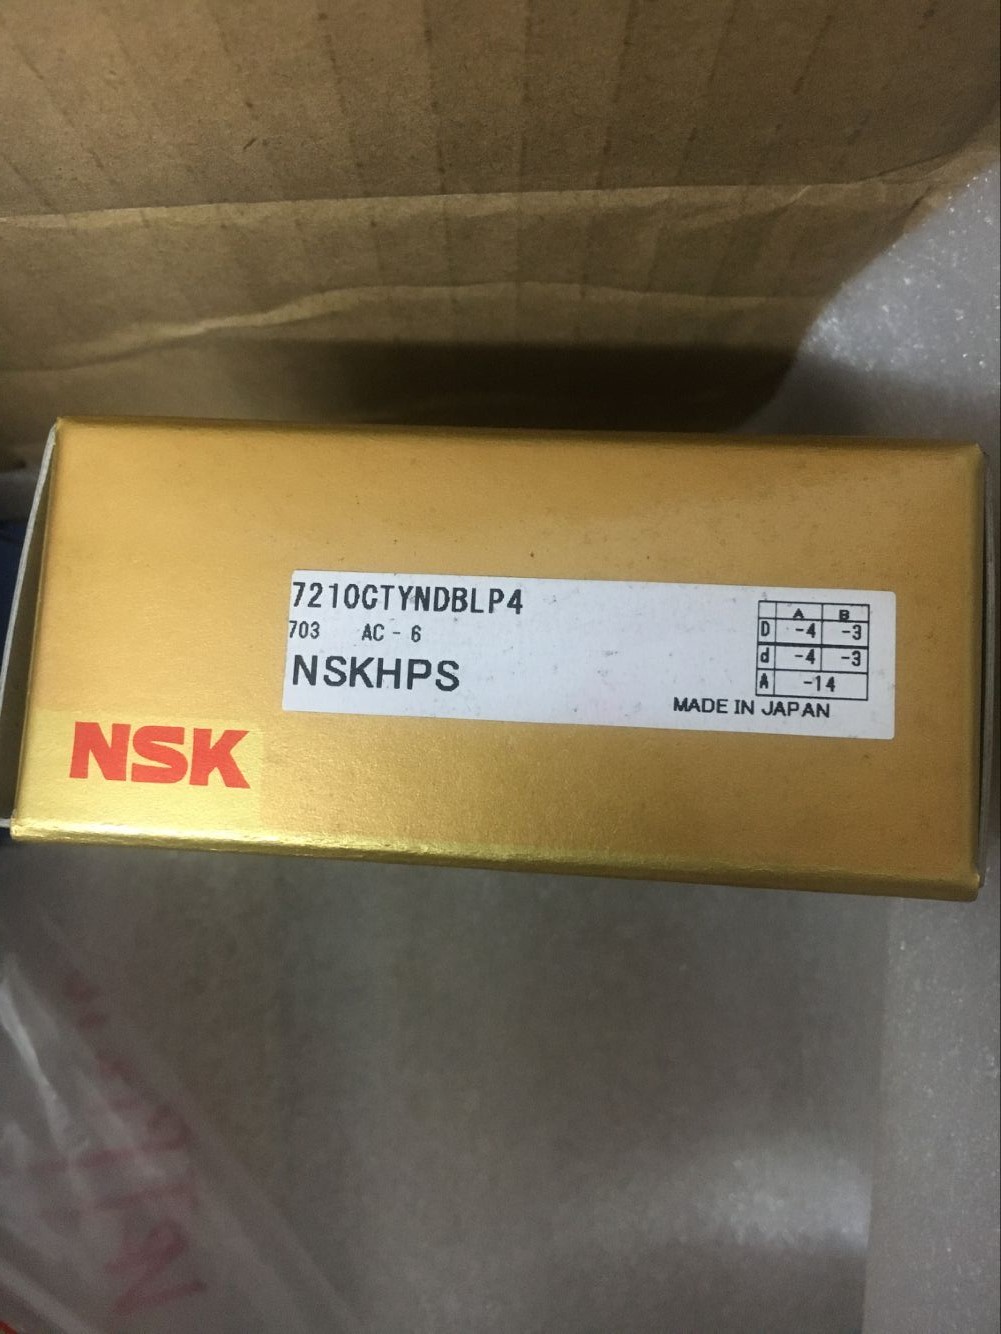 7210CTYNDBLP4
703 AC - 6
NSKHPS
A B
D -4 -3
d -4 -3
A -14
MADE IN JAPAN
NSK